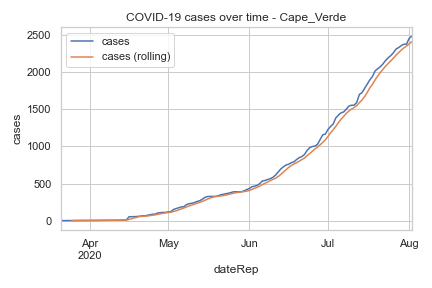 COVID-19 cases over time - Cape_Verde
cases
cases (rolling)
2500
2000
1500
1000
500
0
cases
Apr
2020
May
Jun
Jul
Aug
dateRep